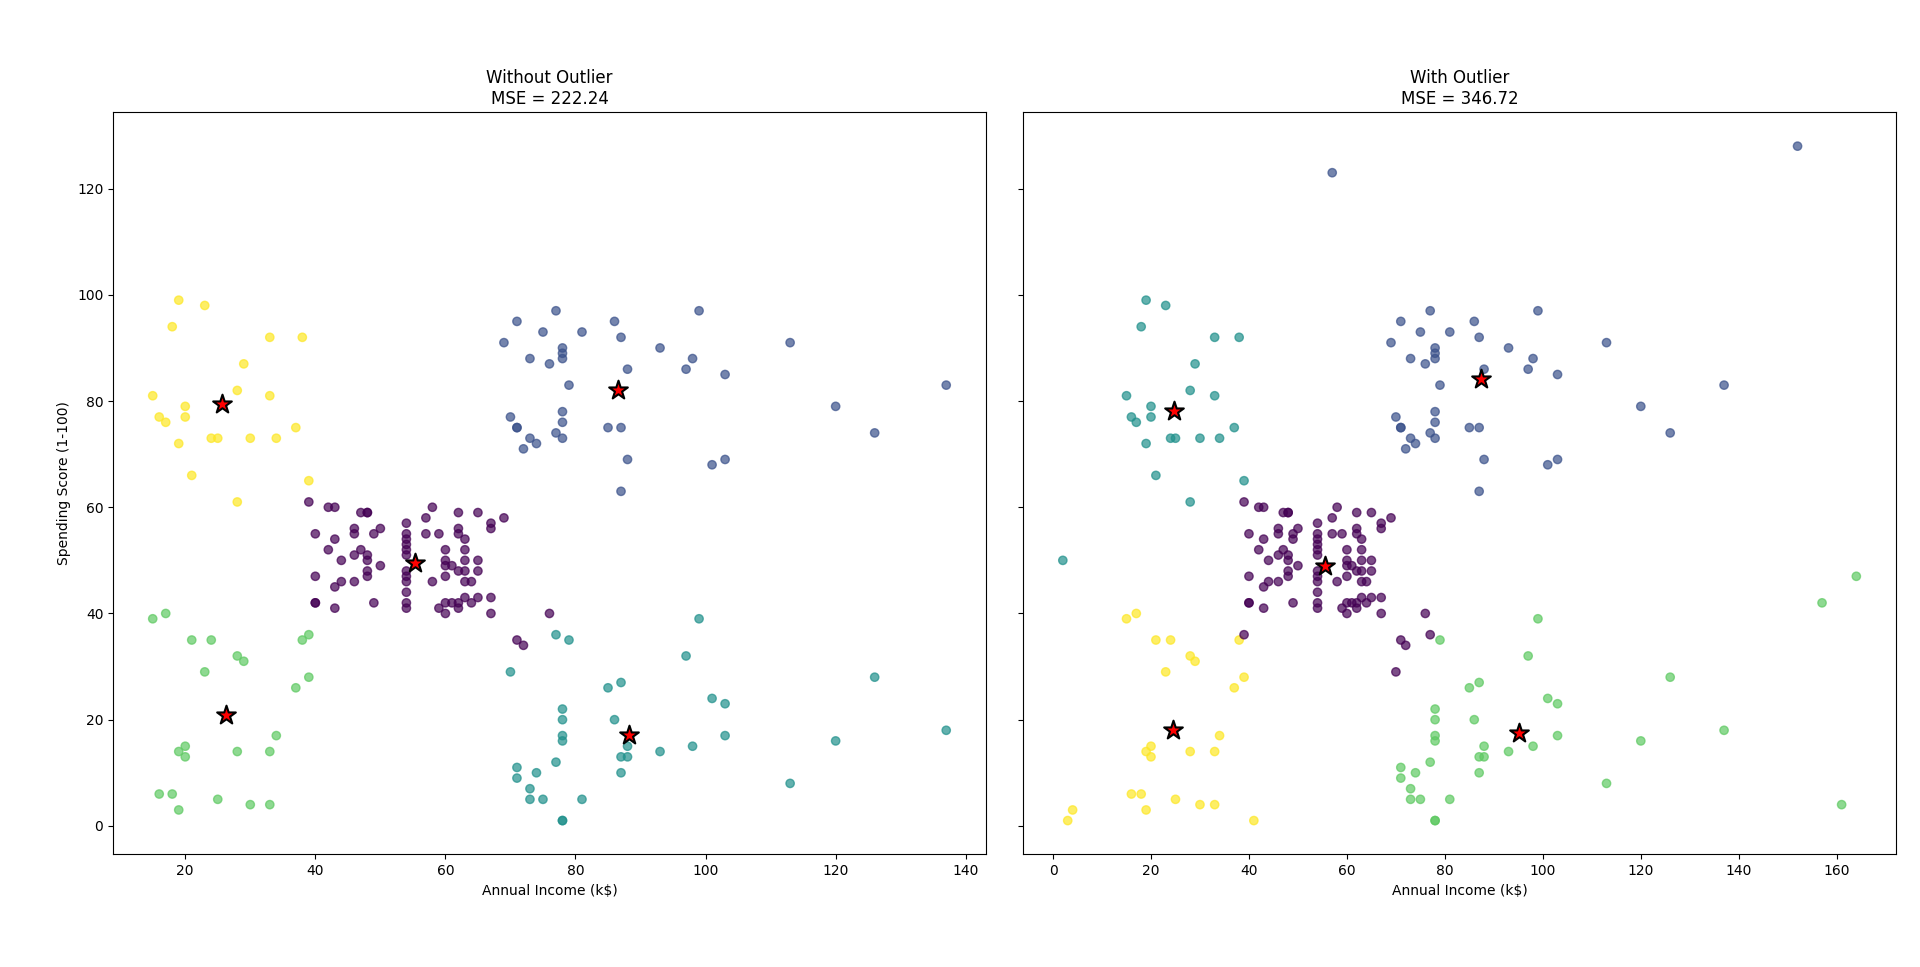 Without Outlier
MSE = 222.24
With Outlier
MSE = 346.72
Spending Score (1-100)
120
100
80
60
40
20
0
20 40 60 80 100 120 140
Annual Income (k$)
0 20 40 60 80 100 120 140 160
Annual Income (k$)